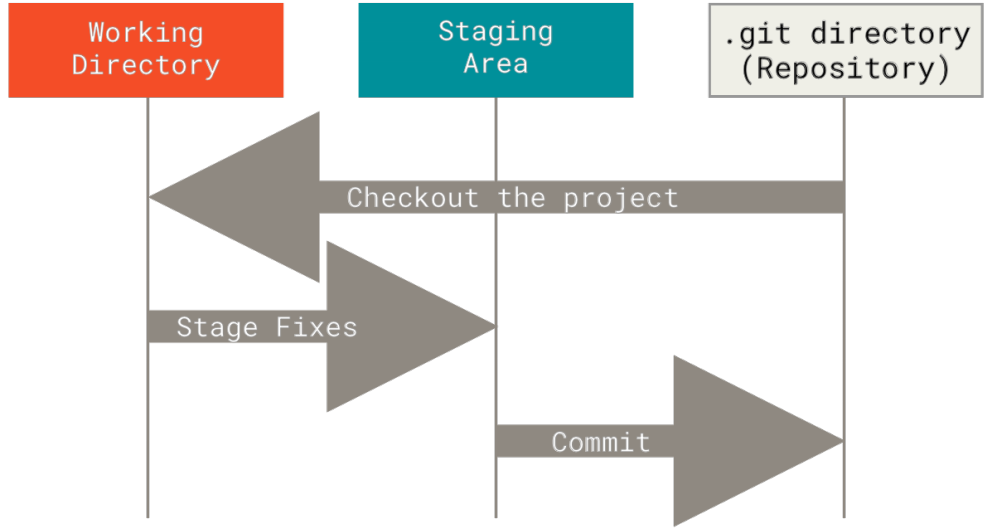 Working
Directory
Staging
Area
.git directory
(Repository)
Checkout the project
Stage Fixes
Commit